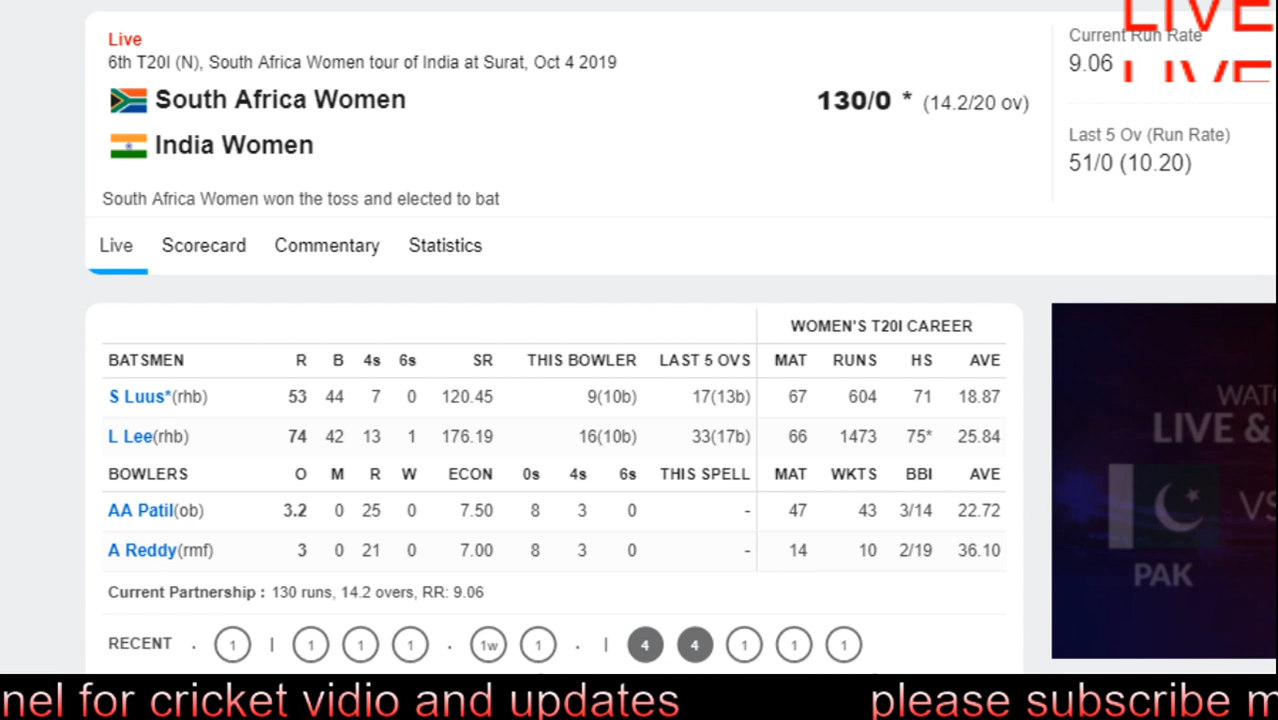 LIVE
Live
Current Run Rate
6th T20I (N), South Africa Women tour of India at Surat, Oct 4 2019
9.06
LIVE
South Africa Women 130/0 * (14.2/20 ov)
Last 5 Ov (Run Rate)
India Women
51/0 (10.20)
South Africa Women won the toss and elected to bat
Live Scorecard Commentary Statistics
WOMEN'S T20I CAREER
BATSMEN R B 4s 6s SR THIS BOWLER LAST 5 OVS MAT RUNS HS AVE
S Luus*(rhb) 53 44 7 0 120.45 9(10b) 17(13b) 67 604 71 18.87
L Lee(rhb) 74 42 13 1 176.19 16(10b) 33(17b) 66 1473 75* 25.84
BOWLERS O M R W ECON 0s 4s 6s THIS SPELL MAT WKTS BBI AVE
AA Patil(ob) 3.2 0 25 0 7.50 8 3 0 - 47 43 3/14 22.72
A Reddy(rmf) 3 0 21 0 7.00 8 3 0 - 14 10 2/19 36.10
Current Partnership : 130 runs, 14.2 overs, RR: 9.06
RECENT . 1 | 1 1 1 . 1w 1 . | 4 4 1 1 1
LIVE &
VS
PAK
nel for cricket vidio and updates please subscribe m